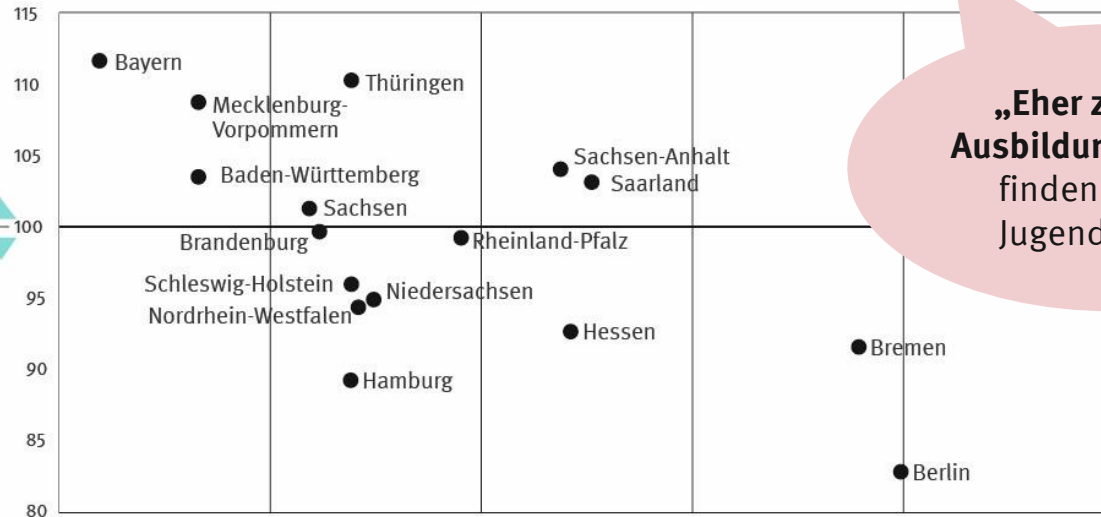 115
Bayern
110
Thüringen
Mecklenburg-
Vorpommern
„Eher z
Ausbildun
finden
Jugend
105
Sachsen-Anhalt
Saarland
Baden-Württemberg
Sachsen
100
Brandenburg
Rheinland-Pfalz
Schleswig-Holstein
Niedersachsen
95
Nordrhein-Westfalen
Hessen
Bremen
90
Hamburg
85
Berlin
80